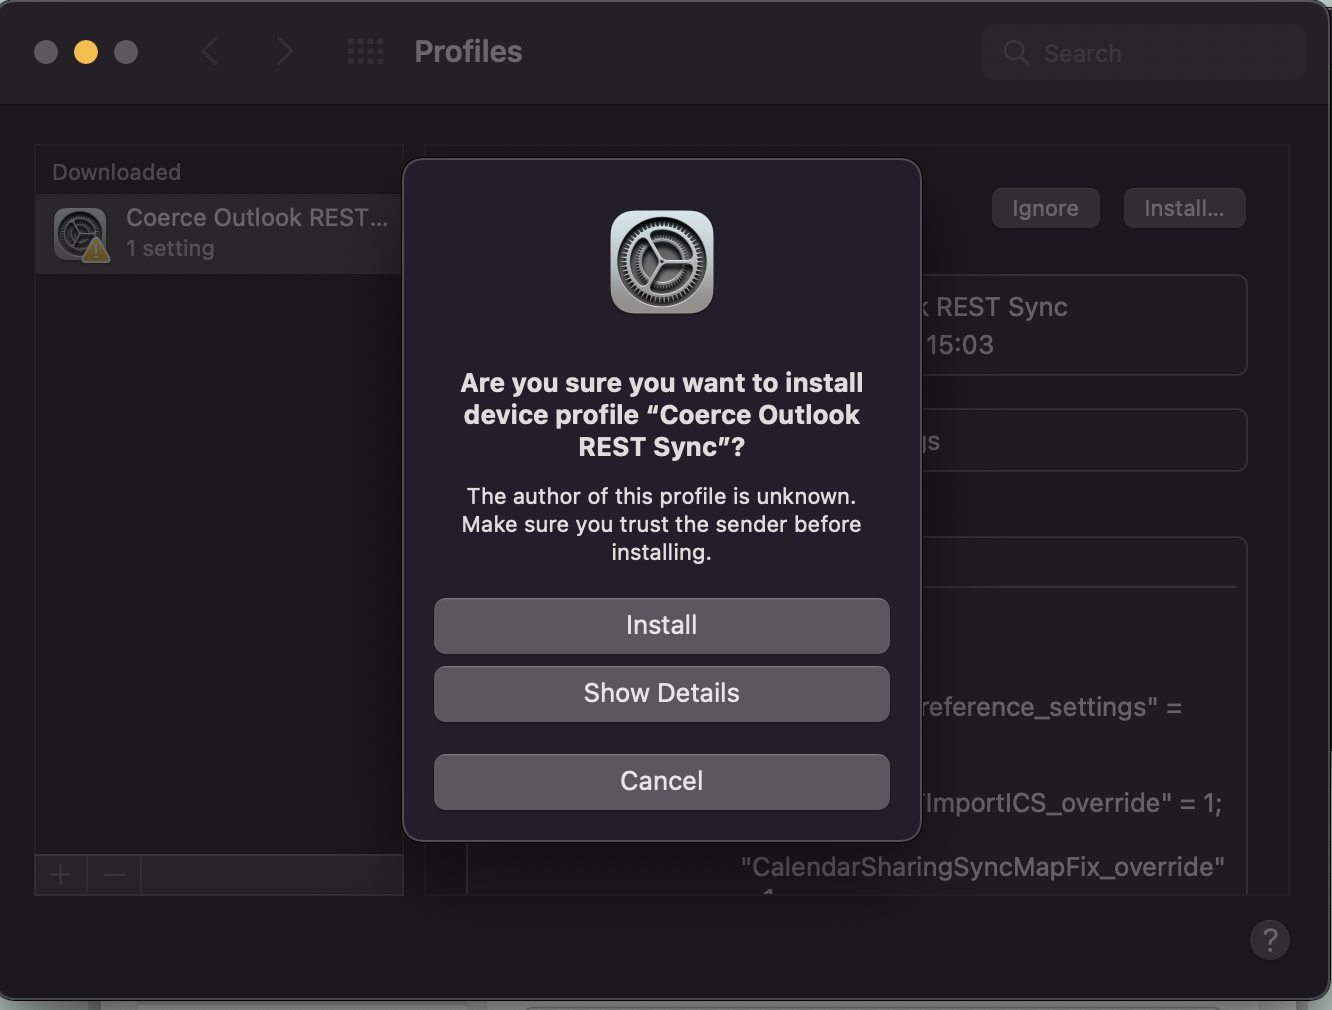 Profiles
Search
Downloaded
Coerce Outlook REST...
1 setting
Ignore
Install...
REST Sync
15:03
Are you sure you want to install
device profile “Coerce Outlook
REST Sync”?
The author of this profile is unknown.
Make sure you trust the sender before
installing.
Install
Show Details
Cancel
reference_settings" =
ImportICS_override" = 1;
"CalendarSharingSyncMapFix_override"
?